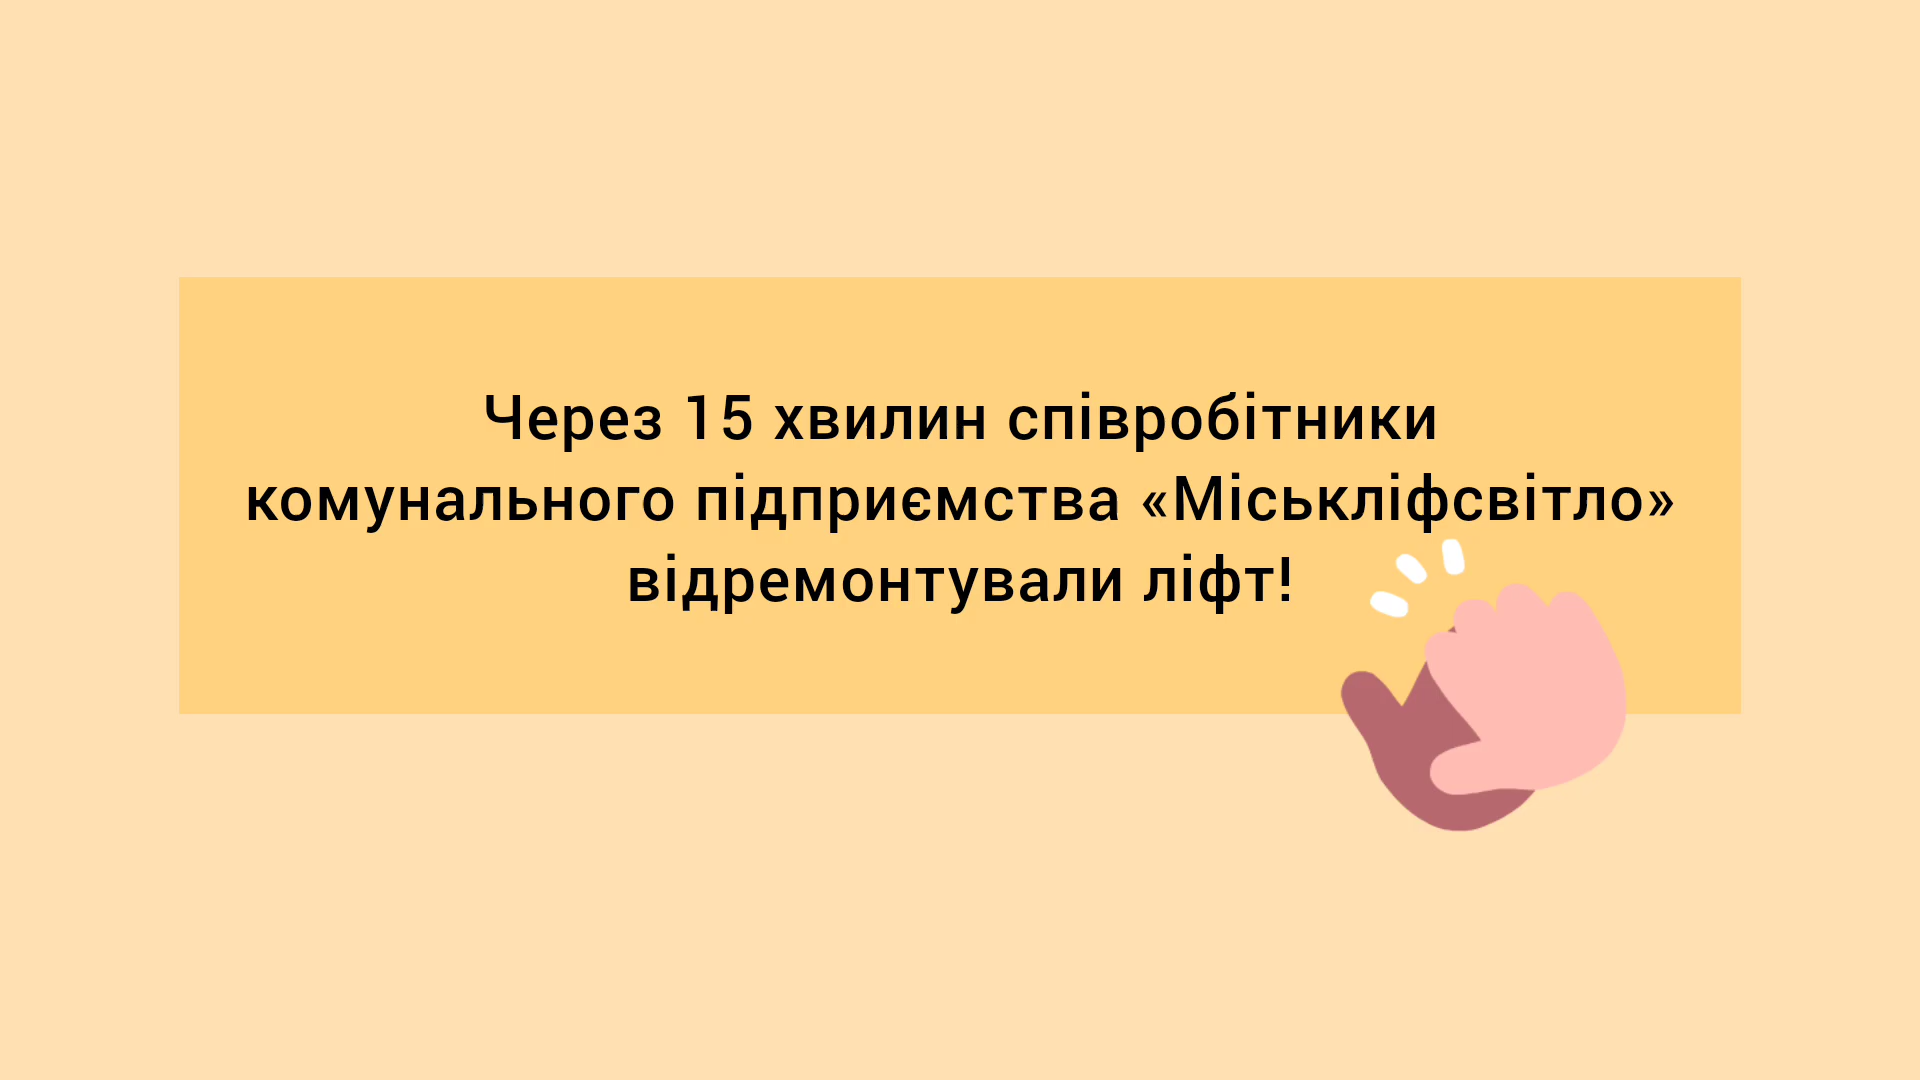 Через 15 хвилин співробітники
комунального підприємства «Міськліфсвітло»
відремонтували ліфт!